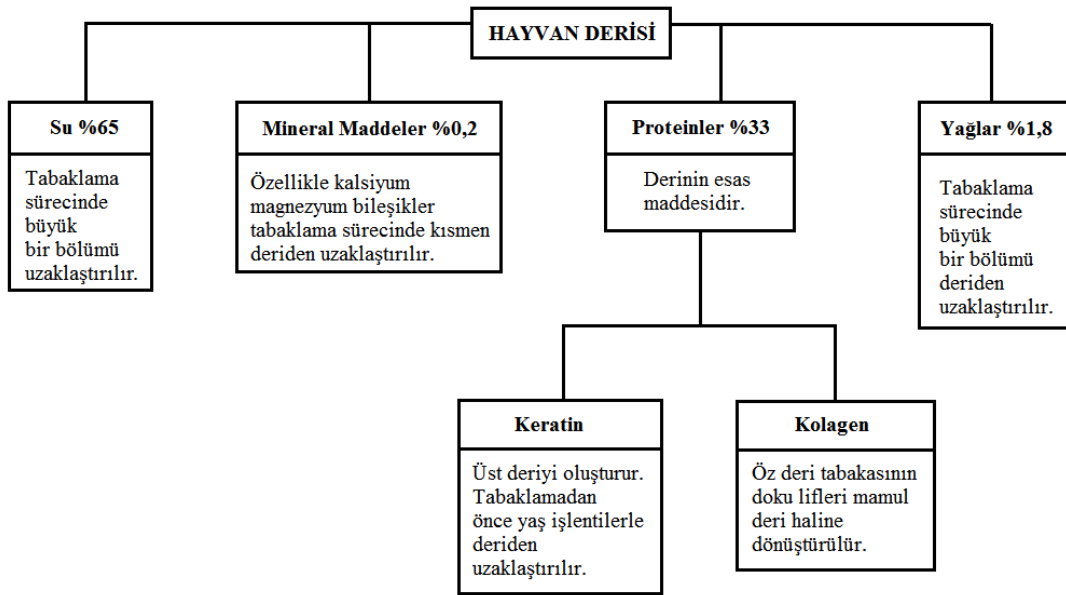 HAYVAN DERİSİ
Su %65
Tabaklama
sürecinde
büyük
bir bölümü
uzaklaştırılır.
Mineral Maddeler %0,2
Özellikle kalsiyum
magnezyum bileşikler
tabaklama sürecinde kısmen
deriden uzaklaştırılır.
Proteinler %33
Derinin esas
maddesidir.
Yağlar %1,8
Tabaklama
sürecinde
büyük
bir bölümü
deriden
uzaklaştırılır.
Keratin
Üst deriyi oluşturur.
Tabaklamadan
önce yaş işlentilerle
deriden
uzaklaştırılır.
Kolagen
Öz deri tabakasının
doku lifleri mamul
deri haline
dönüştürülür.